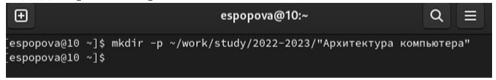 espopova@10:~
[espopova@10 ~]$ mkdir -p ~/work/study/2022-2023/"Архитектура компьютера"
[espopova@10 ~]$